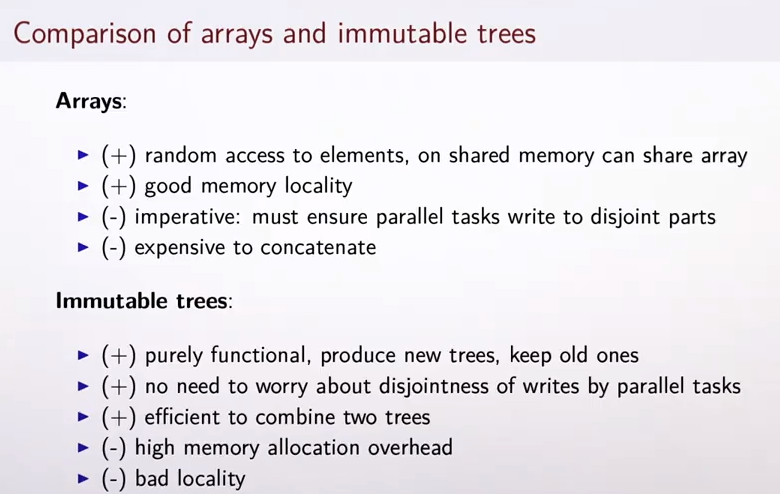 Comparison of arrays and immutable trees
Arrays:
▶ (+) random access to elements, on shared memory can share array
▶ (+) good memory locality
▶ (-) imperative: must ensure parallel tasks write to disjoint parts
▶ (-) expensive to concatenate
Immutable trees:
▶ (+) purely functional, produce new trees, keep old ones
▶ (+) no need to worry about disjointness of writes by parallel tasks
▶ (+) efficient to combine two trees
▶ (-) high memory allocation overhead
▶ (-) bad locality